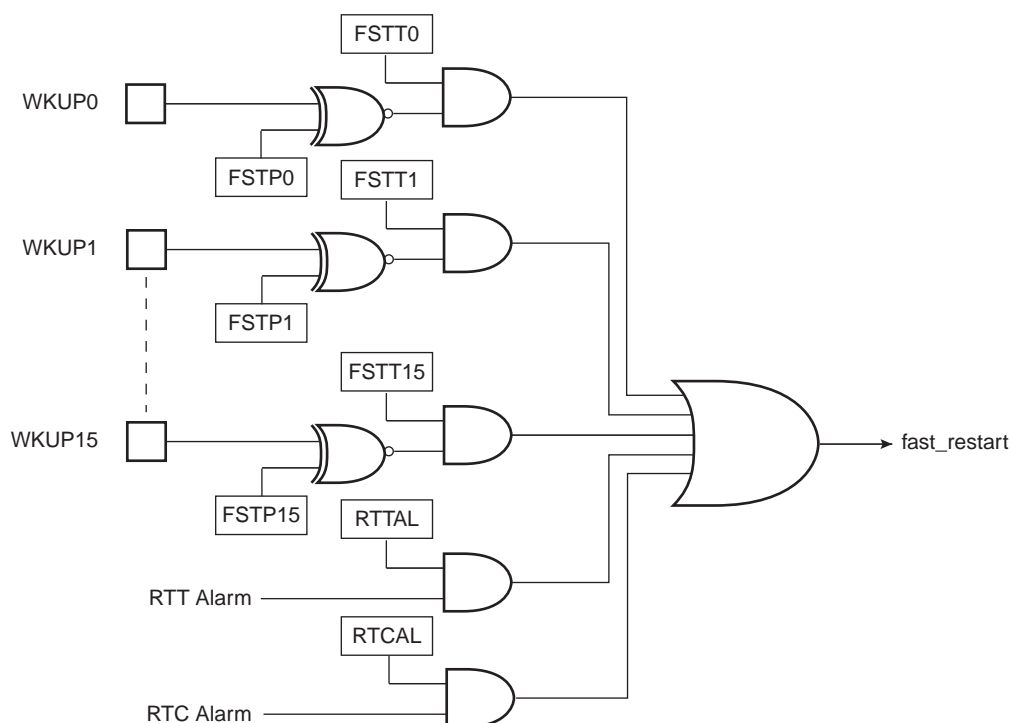 FSTT0
WKUP0
FSTP0
FSTT1
WKUP1
FSTP1
FSTT15
WKUP15
fast_restart
FSTP15
RTTAL
RTT Alarm
RTCAL
RTC Alarm